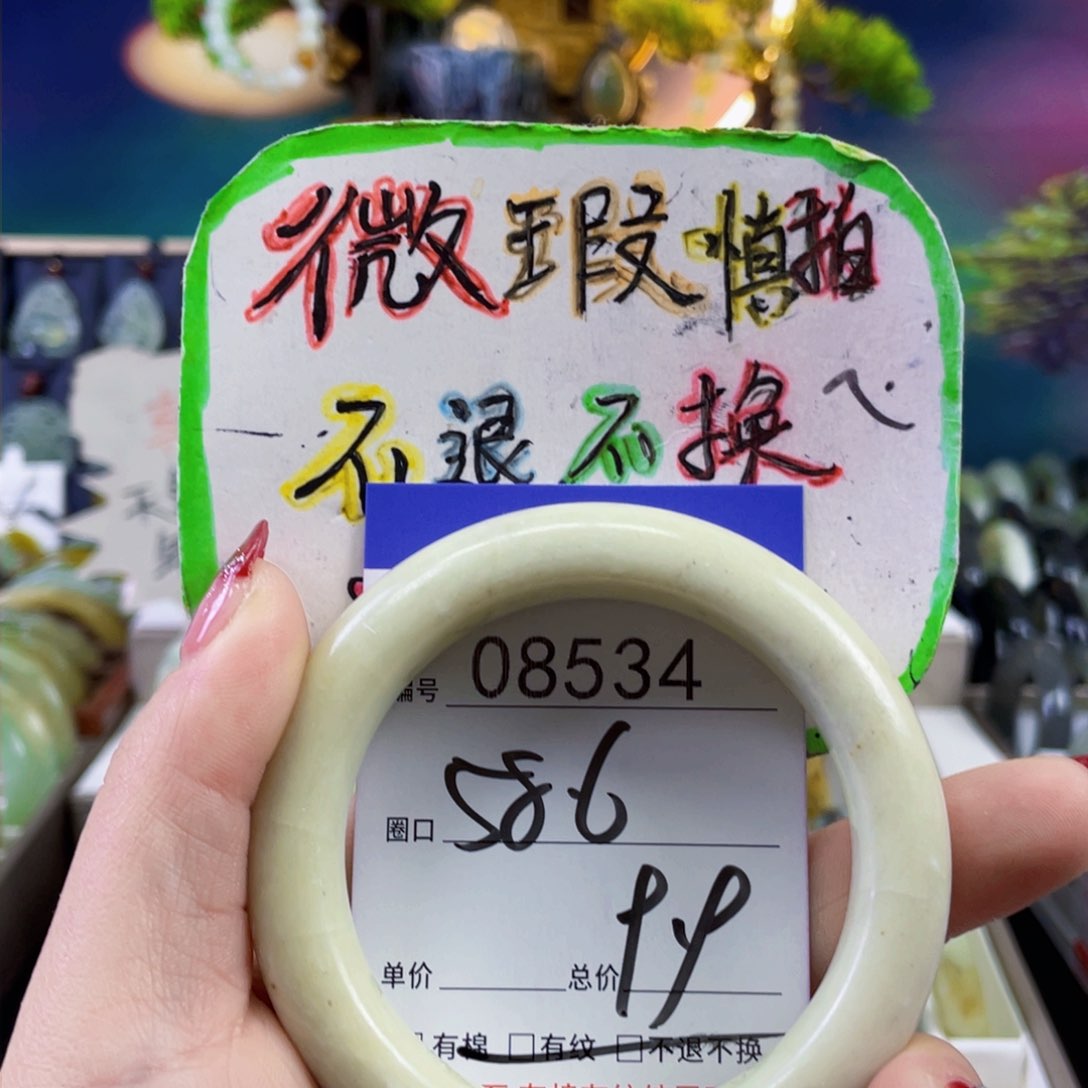 微瑕慎拍
不退不换
编号 08534
圈口 58.6
单价 总价 99
有棉 □有纹 □不退不换